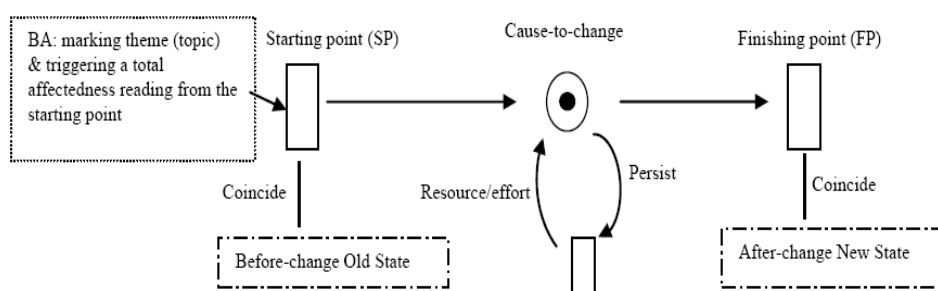 BA: marking theme (topic)
& triggering a total
affectedness reading from the
starting point
Starting point (SP)
Cause-to-change
Finishing point (FP)
Coincide
Resource/effort
Persist
Coincide
Before-change Old State
After-change New State